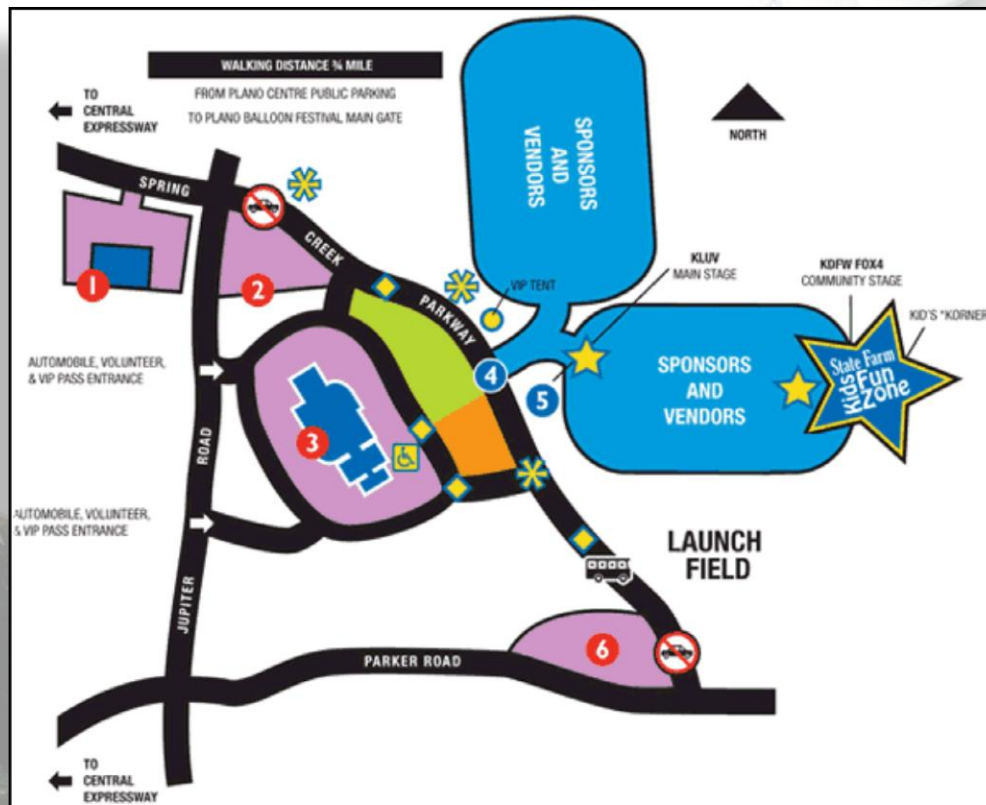 WALKING DISTANCE ¾ MILE
FROM PLANO CENTRE PUBLIC PARKING
TO PLANO BALLOON FESTIVAL MAIN GATE
TO
CENTRAL
EXPRESSWAY
NORTH
SPONSORS
AND
VENDORS
SPRING
CREEK
PARKWAY
1
2
VIP TENT
KLUV
MAIN STAGE
KDFW FOX4
COMMUNITY STAGE
KID'S "KORNER
AUTOMOBILE, VOLUNTEER,
& VIP PASS ENTRANCE
4
5
SPONSORS
AND
VENDORS
State Farm
Kids
Fun
Zone
3
ROAD
AUTOMOBILE, VOLUNTEER,
& VIP PASS ENTRANCE
LAUNCH
FIELD
JUPITER
PARKER ROAD
6
TO
CENTRAL
EXPRESSWAY